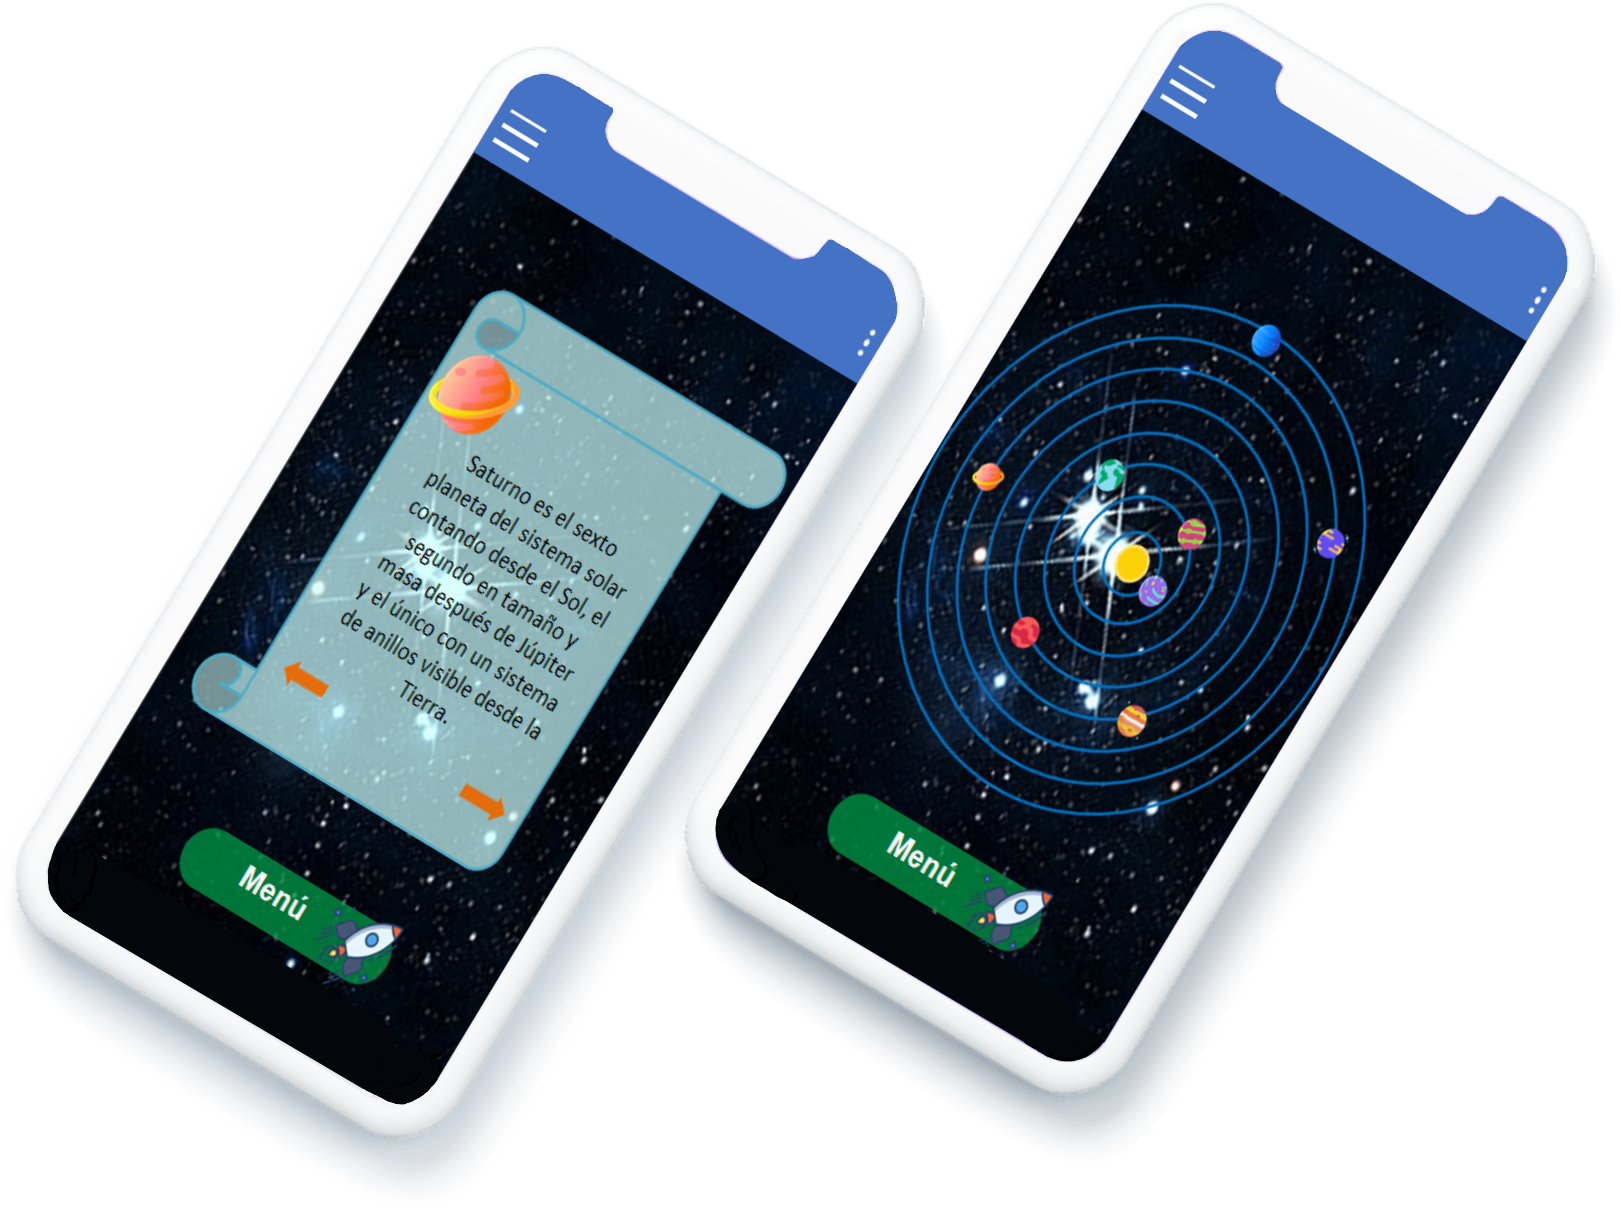 Saturno es el sexto
planeta del sistema solar
contando desde el Sol, el
segundo en tamaño y
masa después de Júpiter
y el único con un sistema
de anillos visible desde la
Tierra.
Menú
Menú